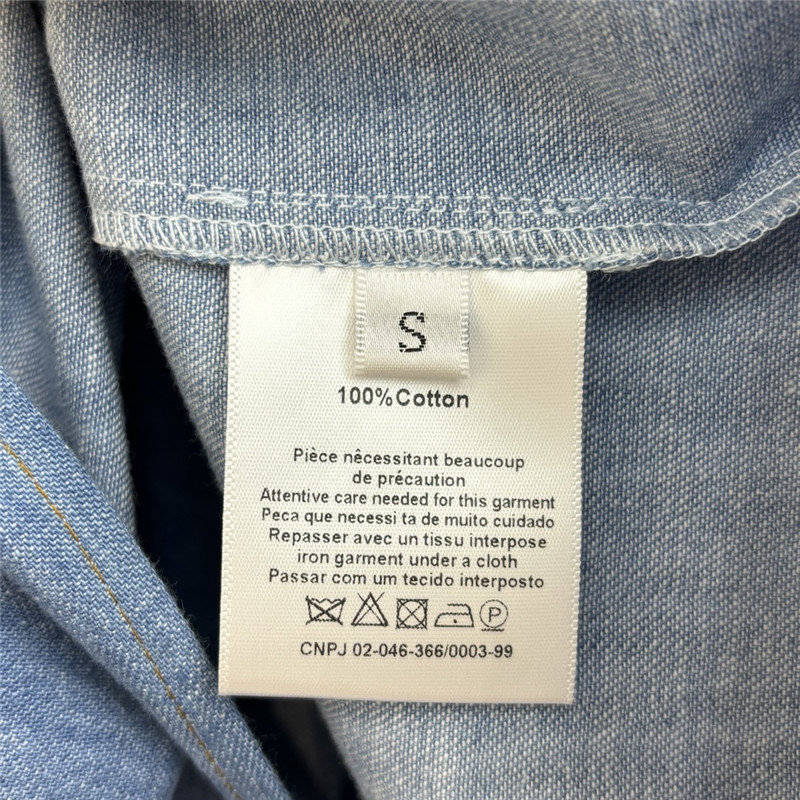 S
100%Cotton
Pièce nêcessitant beaucoup
de prêcaution
Attentive care needed for this garment
Peca que necessi ta de muito cuidado
Repasser avec un tissu interpose
iron garment under a cloth
Passar com um tecido interposto
P
CNPJ 02-046-366/0003-99